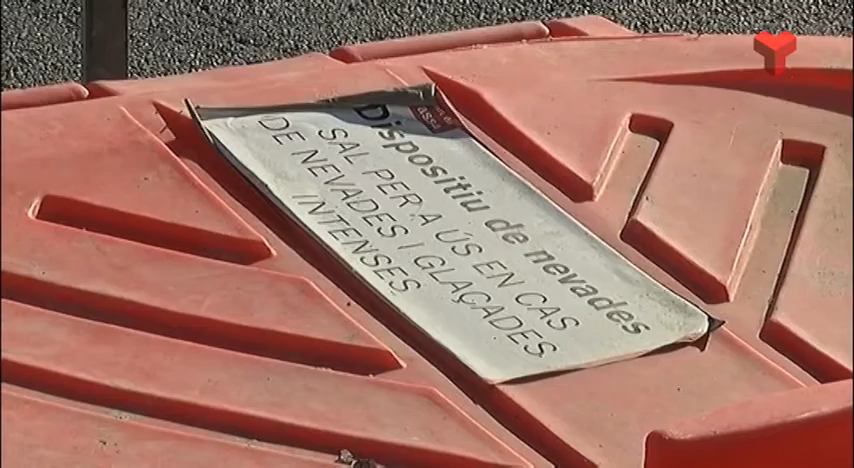 Dispositiu de nevades
SAL PER A ÚS EN CAS
DE NEVADES I GLAÇADES
INTENSES